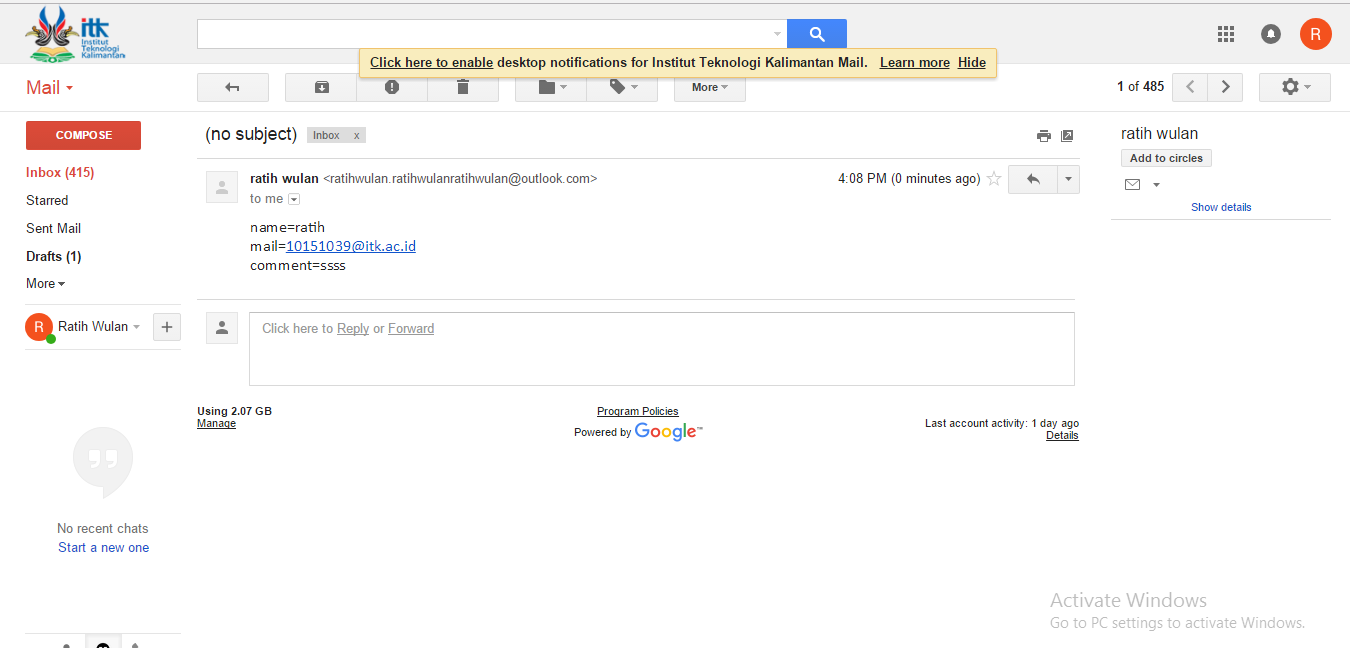 itk
Institut
Teknologi
Kalimantan
R
Click here to enable desktop notifications for Institut Teknologi Kalimantan Mail. Learn more Hide
Mail
More
1 of 485
COMPOSE
Inbox (415)
Starred
Sent Mail
Drafts (1)
More
R
Ratih Wulan
+
(no subject)
Inbox x
ratih wulan <ratihwulan.ratihwulanratihwulan@outlook.com>
4:08 PM (0 minutes ago)
to me
name=ratih
mail=10151039@itk.ac.id
comment=ssss
Click here to Reply or Forward
ratih wulan
Add to circles
Show details
Using 2.07 GB
Manage
Program Policies
Powered by Google™
Last account activity: 1 day ago
Details
No recent chats
Start a new one
Activate Windows
Go to PC settings to activate Windows.